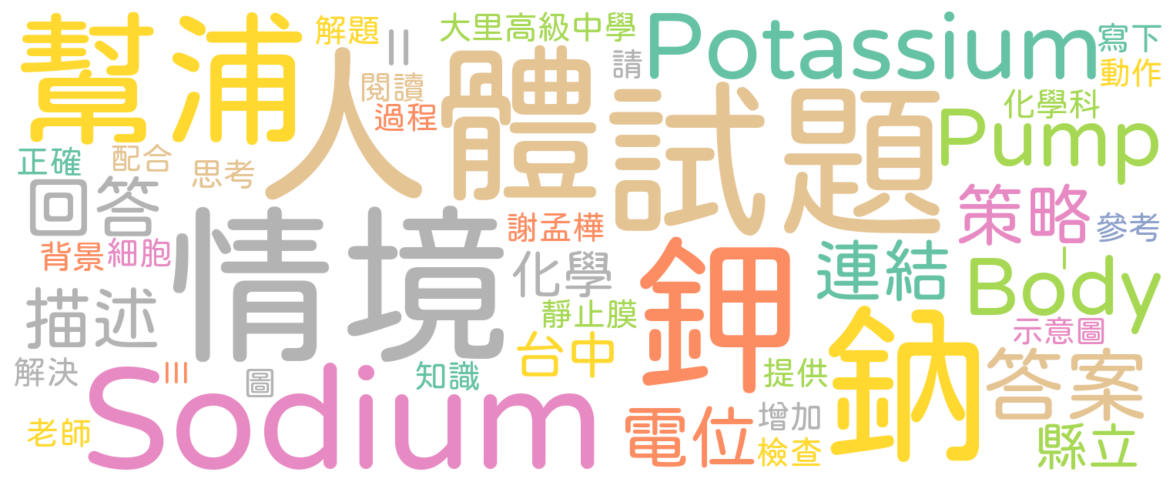 幫浦
解題
||
大里高級中學
請
Potassium
寫下
動作
人體
閱讀
過程
試題
化學科
Pump
正確
配合
思考
回答
背景
細胞
情境
謝孟樺
化學
鉀
連結
策略
參考
|
Body
描述
靜止膜
示意圖
解決
Sodium
III
圖
知識
台中
提供
鈉
答案
老師
電位
增加
檢查
縣立